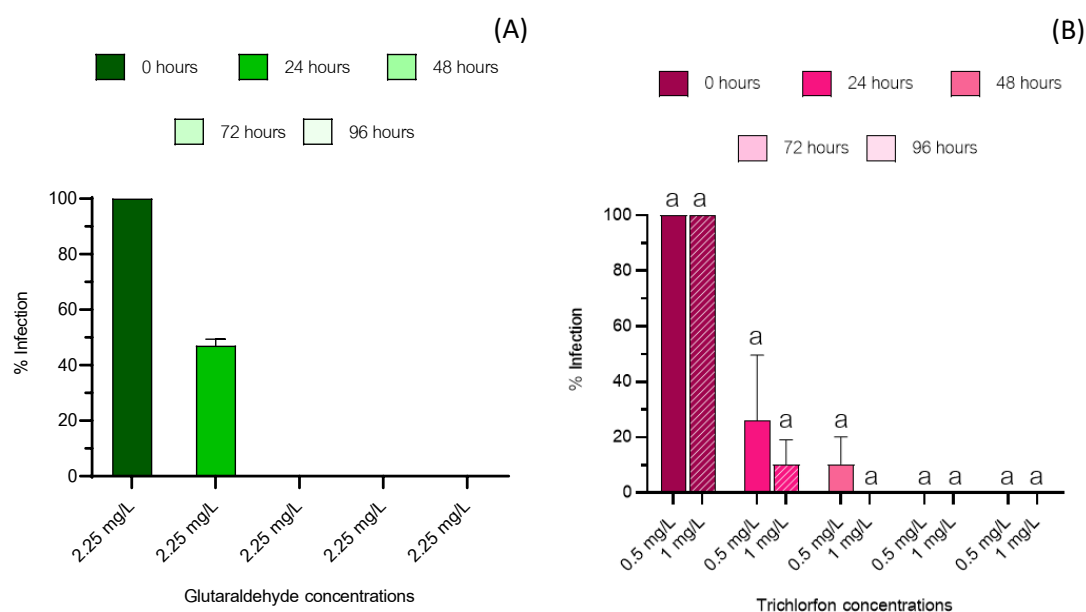 (A)
0 hours
24 hours
48 hours
72 hours
96 hours
100
80
60
40
20
0
% Infection
2.25 mg/L
2.25 mg/L
2.25 mg/L
2.25 mg/L
2.25 mg/L
Glutaraldehyde concentrations
(B)
0 hours
24 hours
48 hours
72 hours
96 hours
100
80
60
40
20
0
% Infection
a a
a
a
a
a
a a
a a
0.5 mg/L
1 mg/L
0.5 mg/L
1 mg/L
0.5 mg/L
1 mg/L
0.5 mg/L
1 mg/L
0.5 mg/L
1 mg/L
Trichlorfon concentrations